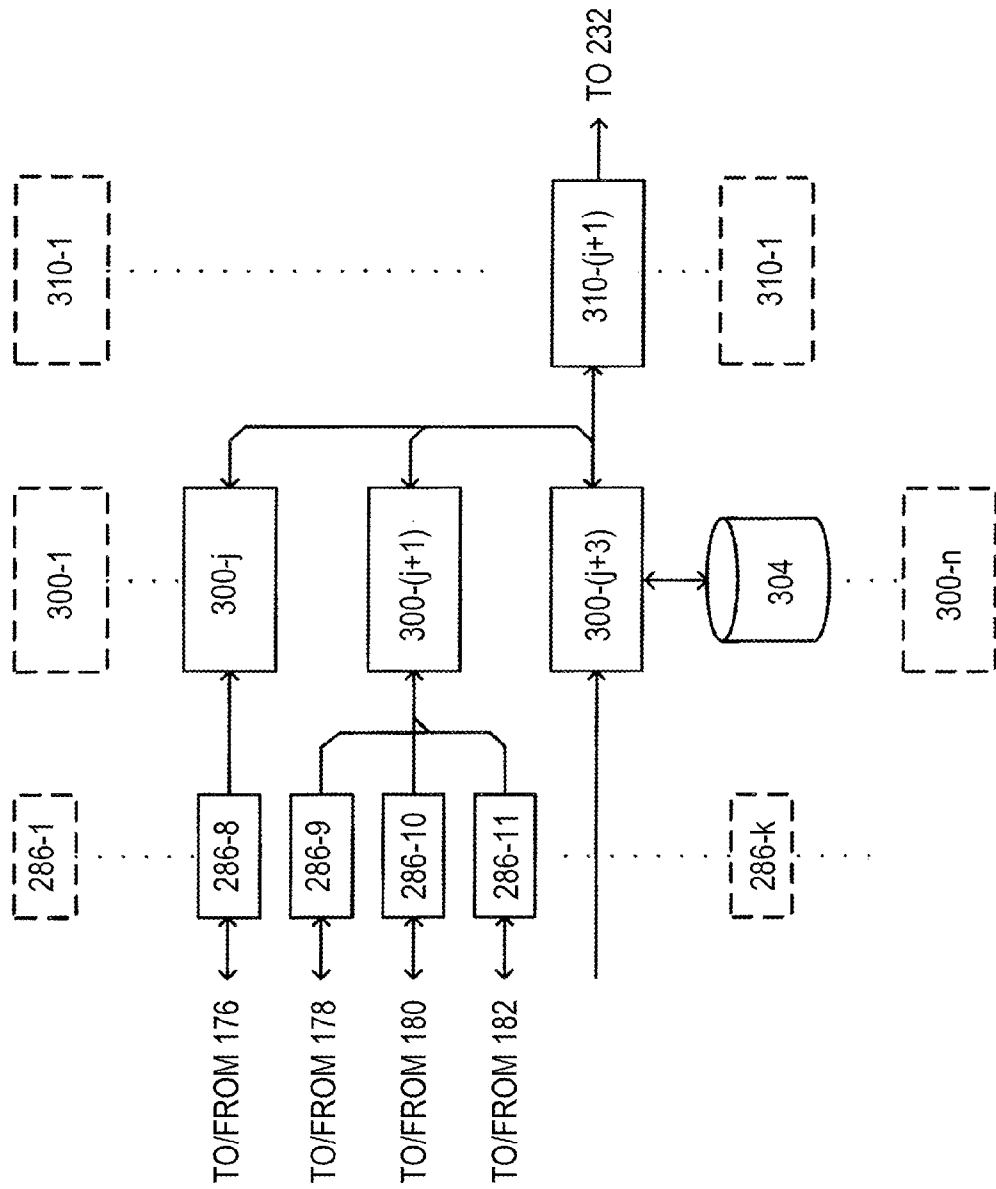 286-1
300-1
310-1
TO/FROM 176
286-8
300-j
TO/FROM 178
286-9
TO/FROM 180
286-10
300-(j+1)
TO/FROM 182
286-11
300-(j+3)
310-(j+1)
TO 232
286-k
304
310-1
300-n